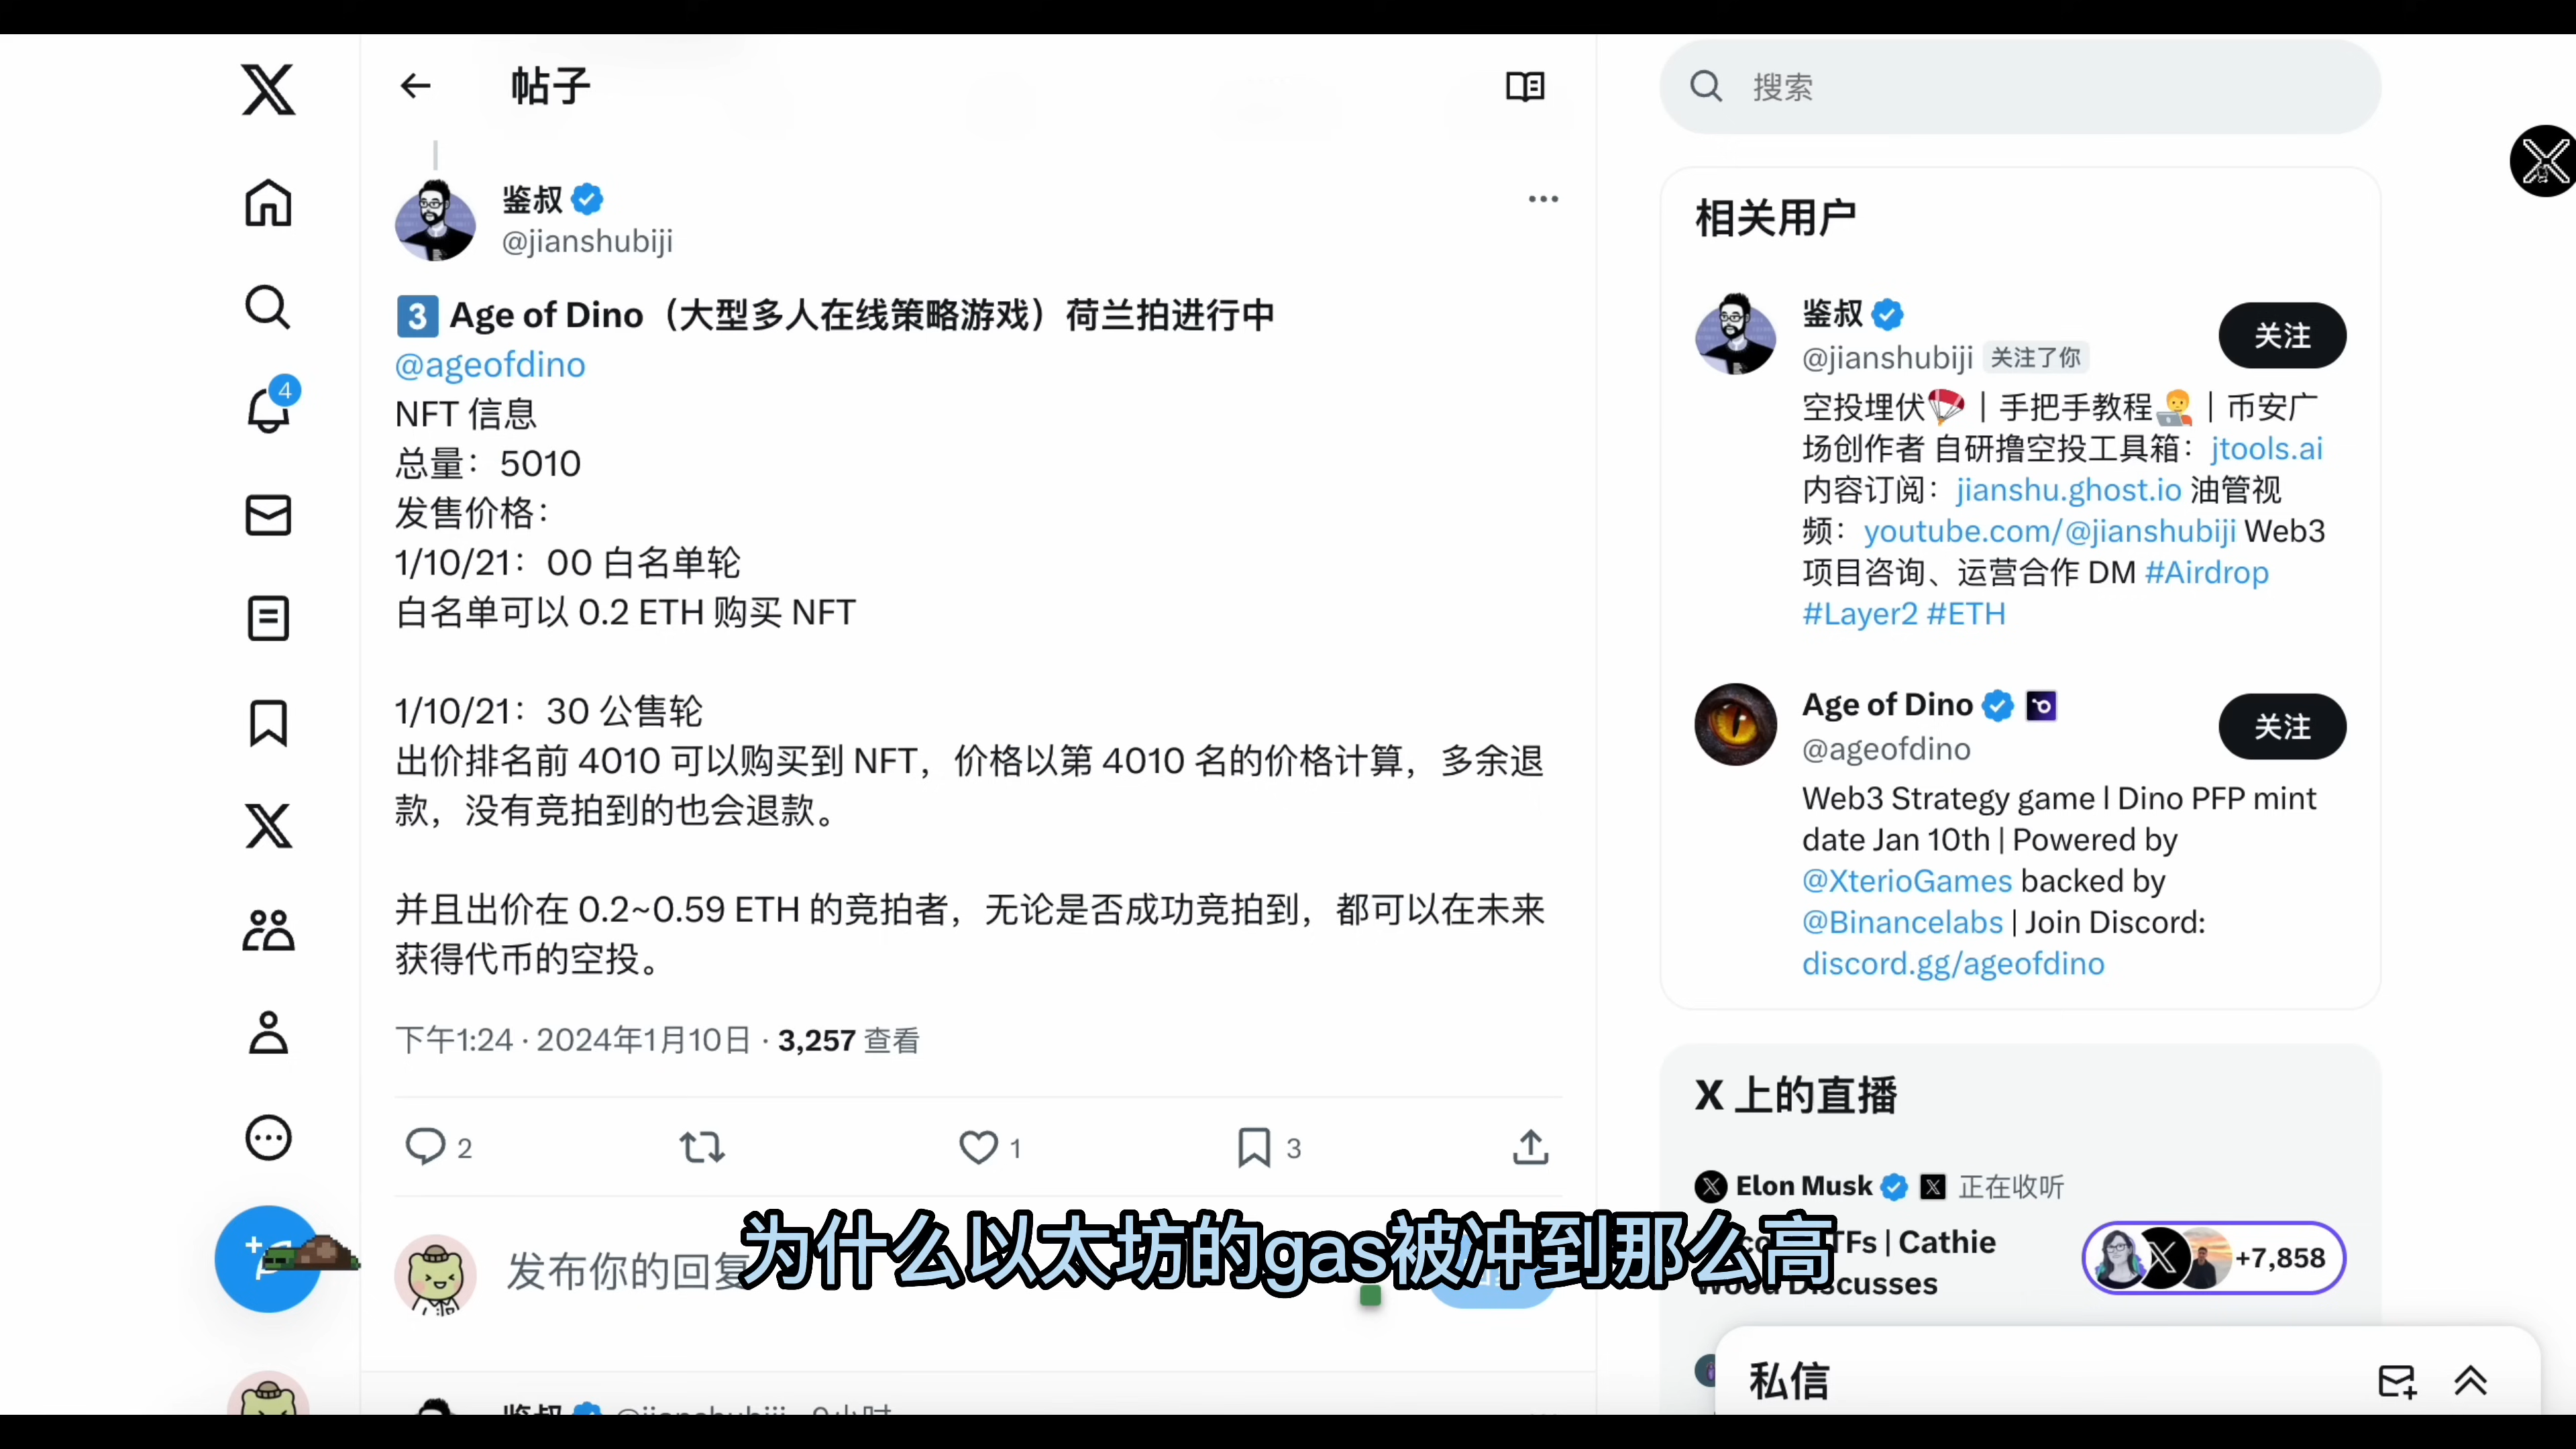 帖子
搜索
鉴叔
@jianshubiji
3 Age of Dino（大型多人在线策略游戏）荷兰拍进行中
@ageofdino
NFT 信息
总量：5010
发售价格：
1/10/21：00 白名单轮
白名单可以 0.2 ETH 购买 NFT
1/10/21：30 公售轮
出价排名前 4010 可以购买到 NFT，价格以第 4010 名的价格计算，多余退
款，没有竞拍到的也会退款。
并且出价在 0.2~0.59 ETH 的竞拍者，无论是否成功竞拍到，都可以在未来
获得代币的空投。
下午1:24 · 2024年1月10日 · 3,257 查看
2
1
3
4
发布你的回复
为什么以太坊的gas被冲到那么高
鉴叔 @jianshubiji
相关用户
鉴叔
@jianshubiji 关注了你
关注
空投埋伏🪂｜手把手教程🧑‍💻｜币安广
场创作者 自研撸空投工具箱：jtools.ai
内容订阅：jianshu.ghost.io 油管视
频：youtube.com/@jianshubiji Web3
项目咨询、运营合作 DM #Airdrop
#Layer2 #ETH
Age of Dino
@ageofdino
关注
Web3 Strategy game | Dino PFP mint
date Jan 10th | Powered by
@XterioGames backed by
@Binancelabs | Join Discord:
discord.gg/ageofdino
X 上的直播
Elon Musk 正在收听
TFs | Cathie
Wood Discusses
+7,858
私信